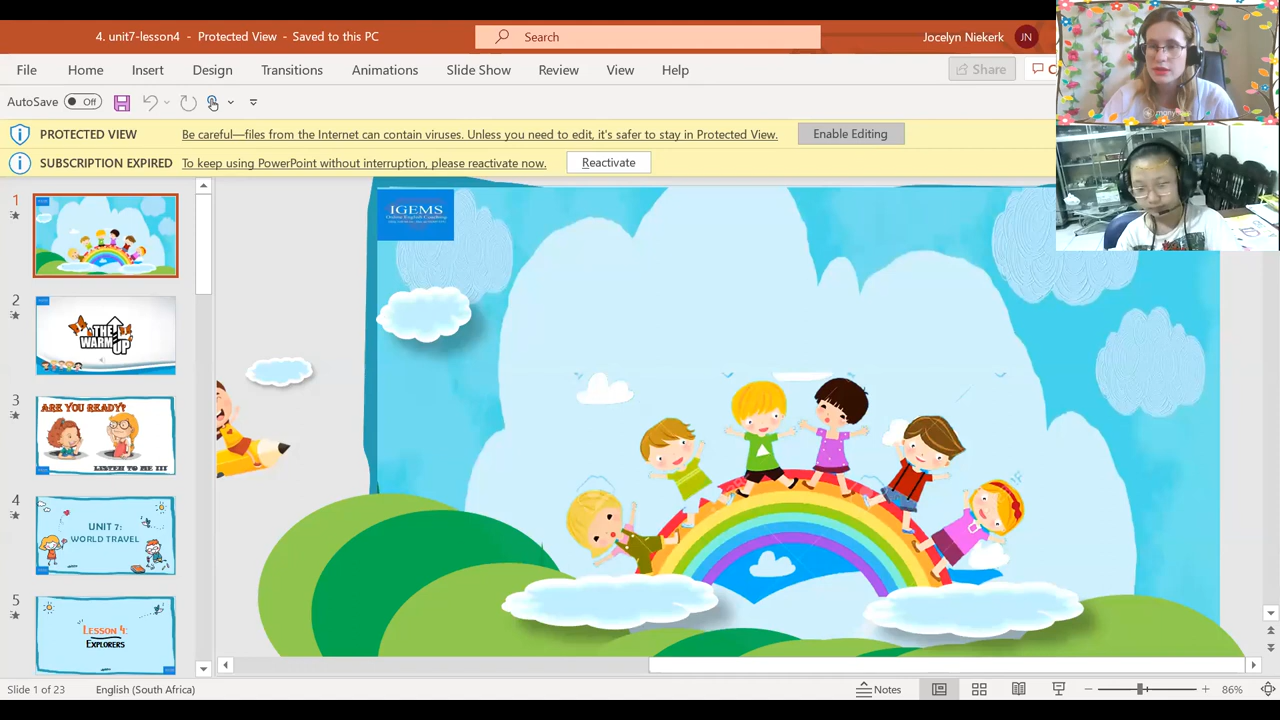 4. unit7-lesson4 - Protected View - Saved to this PC
Search
Jocelyn Niekerk
JN
File Home Insert Design Transitions Animations Slide Show Review View Help
Share
AutoSave Off
PROTECTED VIEW Be careful—files from the Internet can contain viruses. Unless you need to edit, it's safer to stay in Protected View. Enable Editing
SUBSCRIPTION EXPIRED To keep using PowerPoint without interruption, please reactivate now. Reactivate
1
IGEMS
Online English Coaching
2
THE
WARM UP
3
ARE YOU READY?
LISTEN TO ME !!!
4
UNIT 7:
WORLD TRAVEL
5
LESSON 4:
EXPLORERS
Slide 1 of 23 English (South Africa) Notes 86%